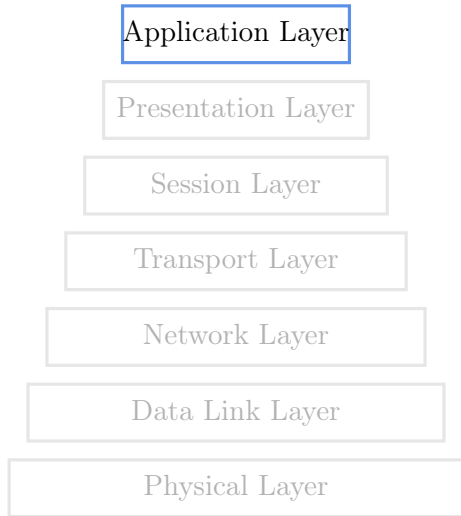 Application Layer
Presentation Layer
Session Layer
Transport Layer
Network Layer
Data Link Layer
Physical Layer